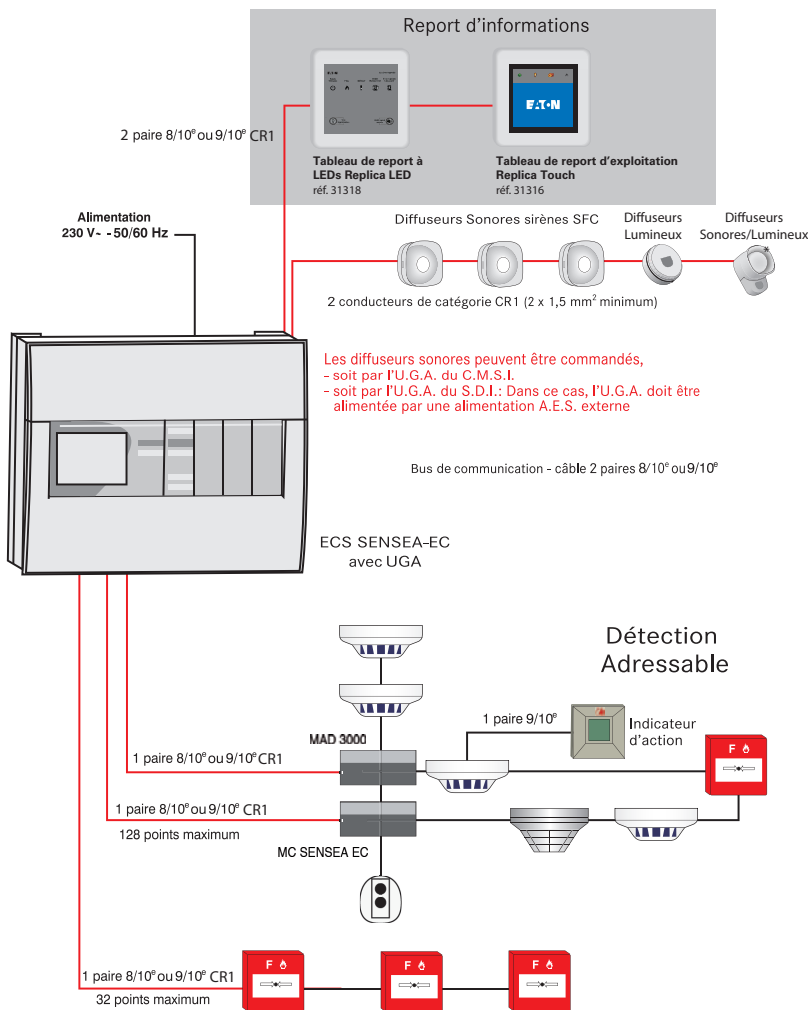 Report d'informations
EATON
E.T.N
2 paire 8/10e ou 9/10e CR1
Tableau de report à
LEDs Replica LED
réf. 31318
Tableau de report d'exploitation
Replica Touch
réf. 31316
Alimentation
230 V~ - 50/60 Hz
Diffuseurs Sonores sirènes SFC
Diffuseurs
Lumineux
Diffuseurs
Sonores/Lumineux
*
2 conducteurs de catégorie CR1 (2 x 1,5 mm² minimum)
Les diffuseurs sonores peuvent être commandés,
- soit par l'U.G.A. du C.M.S.I.
- soit par l'U.G.A. du S.D.I.: Dans ce cas, l'U.G.A. doit être
alimentée par une alimentation A.E.S. externe
Bus de communication - câble 2 paires 8/10e ou 9/10e
ECS SENSEA-EC
avec UGA
Détection
Adressable
1 paire 9/10e
Indicateur
d'action
MAD 3000
F
1 paire 8/10e ou 9/10e CR1
1 paire 8/10e ou 9/10e CR1
128 points maximum
MC SENSEA EC
1 paire 8/10e ou 9/10e CR1
32 points maximum
F
F
F